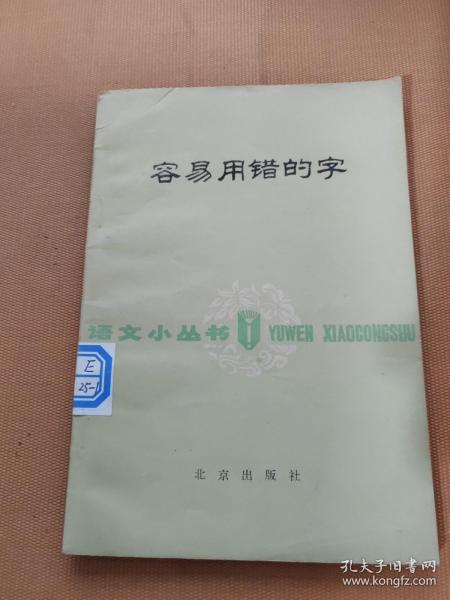 容易用错的字
语文小丛书 YUWEN XIAOCONGSHU
E
25-1
北京出版社
孔夫子旧书网
www.kongfz.com